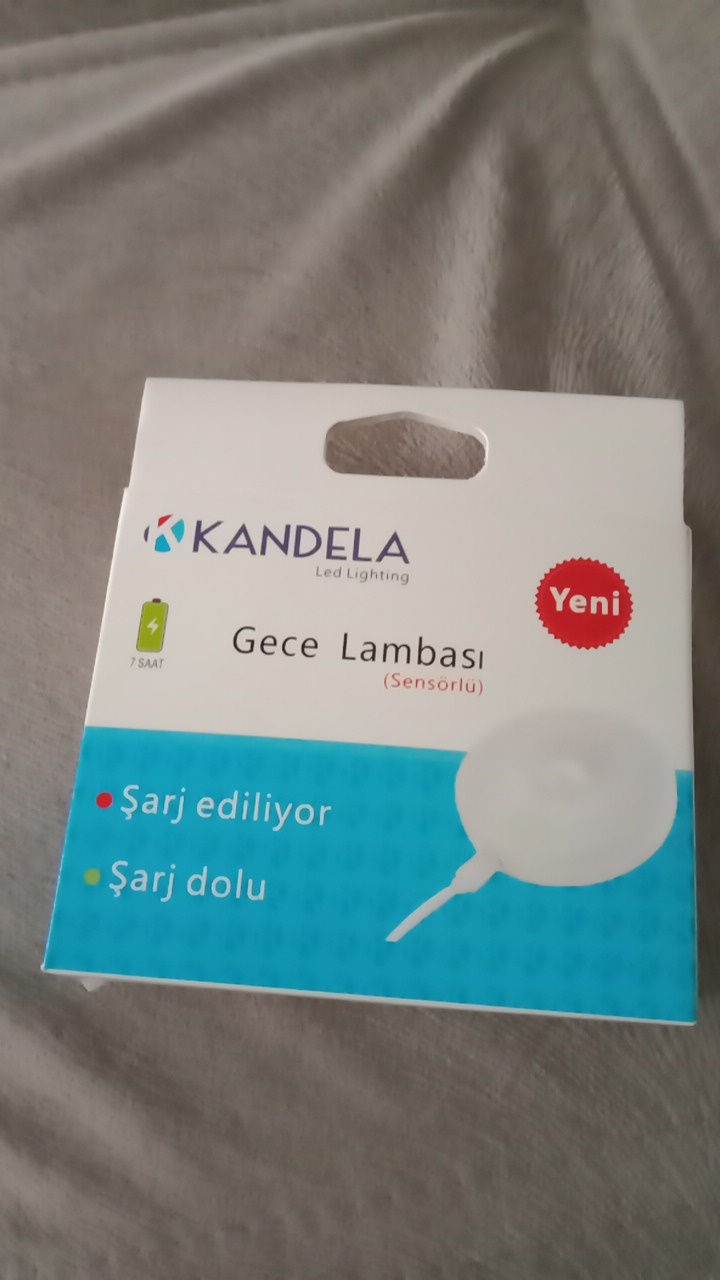 KANDELA
Led Lighting
Yeni
7 SAAT
Gece Lambası
(Sensörlü)
Şarj ediliyor
Şarj dolu